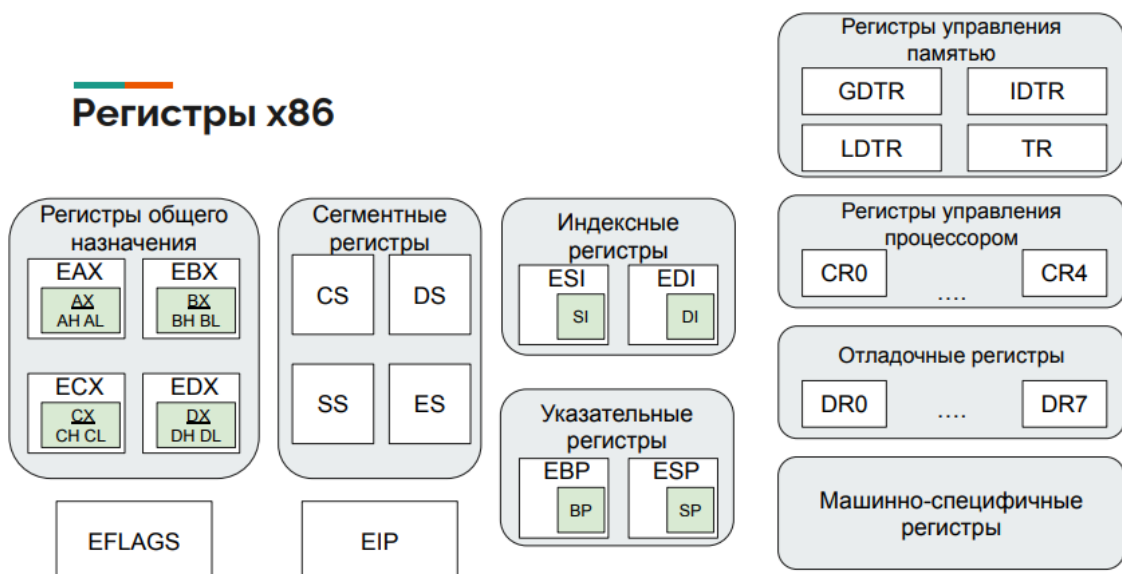 Регистры x86
Регистры общего
назначения
EAX
AX
AH AL
EBX
BX
BH BL
ECX
CX
CH CL
EDX
DX
DH DL
EFLAGS
Сегментные
регистры
CS
DS
SS
ES
EIP
Индексные
регистры
ESI
SI
EDI
DI
Указательные
регистры
EBP
BP
ESP
SP
Регистры управления
памятью
GDTR
IDTR
LDTR
TR
Регистры управления
процессором
CR0
....
CR4
Отладочные регистры
DR0
....
DR7
Машинно-специфичные
регистры